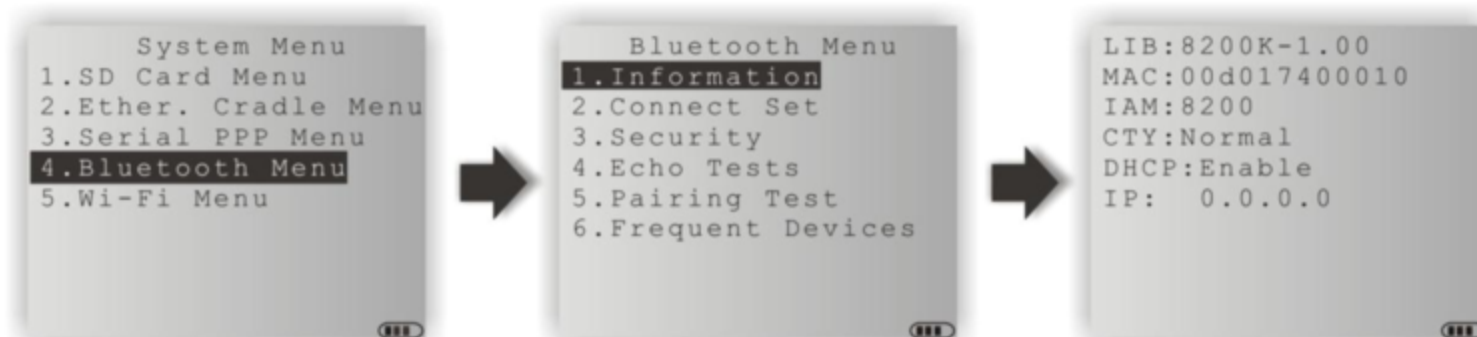 System Menu
1.SD Card Menu
2.Ether. Cradle Menu
3.Serial PPP Menu
4.Bluetooth Menu
5.Wi-Fi Menu
Bluetooth Menu
1.Information
2.Connect Set
3.Security
4.Echo Tests
5.Pairing Test
6.Frequent Devices
LIB:8200K-1.00
MAC:00d017400010
IAM:8200
CTY:Normal
DHCP:Enable
IP: 0.0.0.0